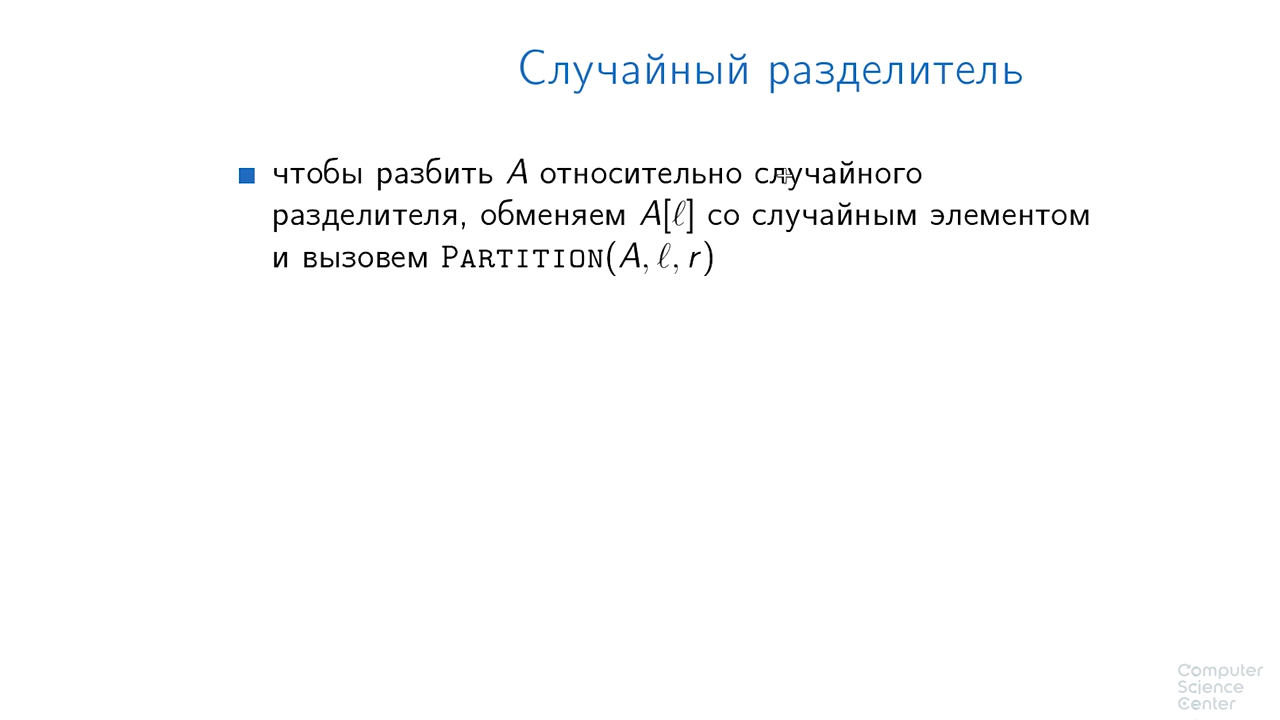 Случайный разделитель
чтобы разбить A относительно случайного
разделителя, обменяем A[ℓ] со случайным элементом
и вызовем PARTITION(A, ℓ, r)
Computer
Science
Center